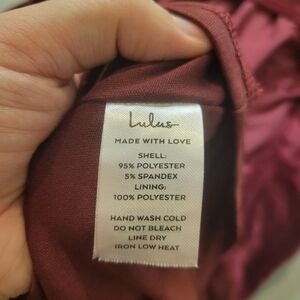 Lulus
MADE WITH LOVE
SHELL:
95% POLYESTER
5% SPANDEX
LINING:
100% POLYESTER
HAND WASH COLD
DO NOT BLEACH
LINE DRY
IRON LOW HEAT